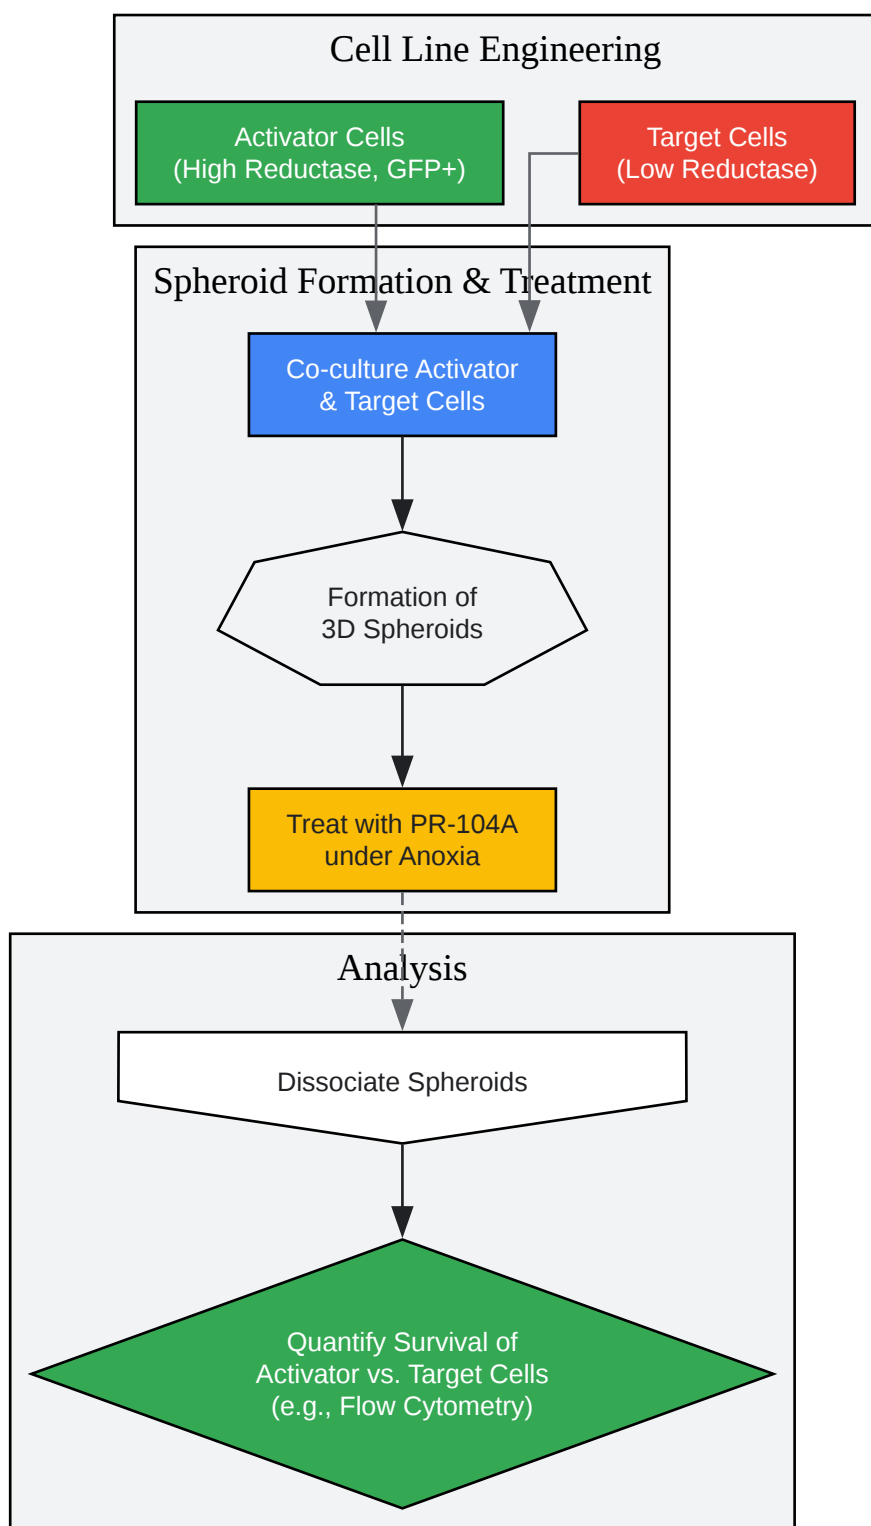 Cell Line Engineering
Activator Cells
(High Reductase, GFP+)
Target Cells
(Low Reductase)
Spheroid Formation & Treatment
Co-culture Activator
& Target Cells
Formation of
3D Spheroids
Treat with PR-104A
under Anoxia
Analysis
Dissociate Spheroids
Quantify Survival of
Activator vs. Target Cells
(e.g., Flow Cytometry)